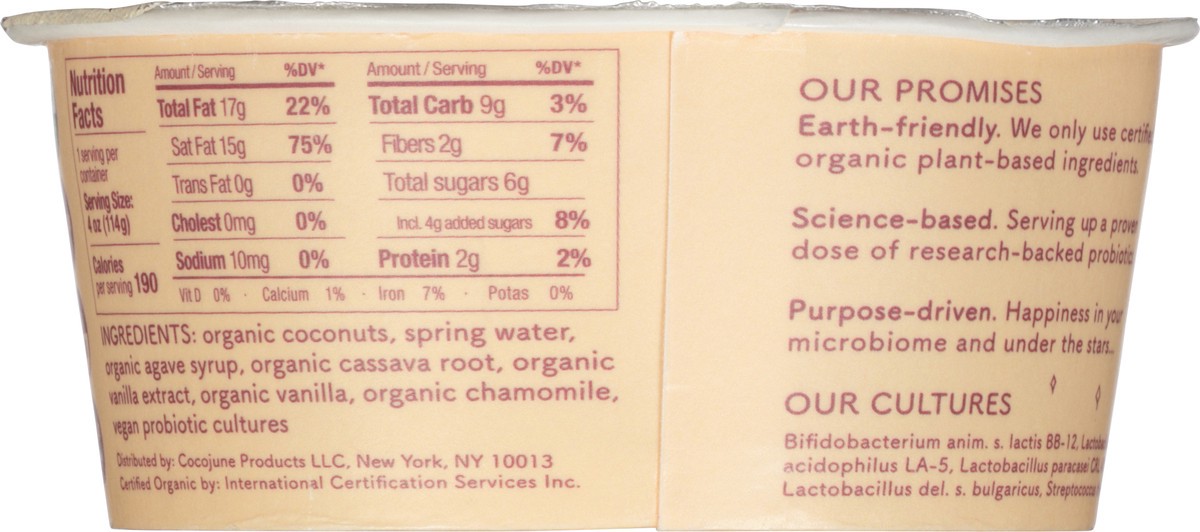 Nutrition
Facts
1 serving per
container
Serving Size:
4 oz (114g)
Calories
per serving 190
Amount / Serving %DV*
Total Fat 17g 22%
Sat Fat 15g 75%
Trans Fat 0g 0%
Cholest 0mg 0%
Sodium 10mg 0%
Amount / Serving %DV*
Total Carb 9g 3%
Fibers 2g 7%
Total sugars 6g
Incl. 4g added sugars 8%
Protein 2g 2%
Vit D 0% · Calcium 1% · Iron 7% · Potas 0%
INGREDIENTS: organic coconuts, spring water,
organic agave syrup, organic cassava root, organic
vanilla extract, organic vanilla, organic chamomile,
vegan probiotic cultures
Distributed by: Cocojune Products LLC, New York, NY 10013
Certified Organic by: International Certification Services Inc.
OUR PROMISES
Earth-friendly. We only use
organic plant-based ingredients.
Science-based. Serving up a
dose of research-backed
Purpose-driven. Happiness in your
microbiome and under the stars...
OUR CULTURES
Bifidobacterium anim. s. lactis BB-12,
acidophilus LA-5, Lactobacillus paracasei
Lactobacillus del. s. bulgaricus,